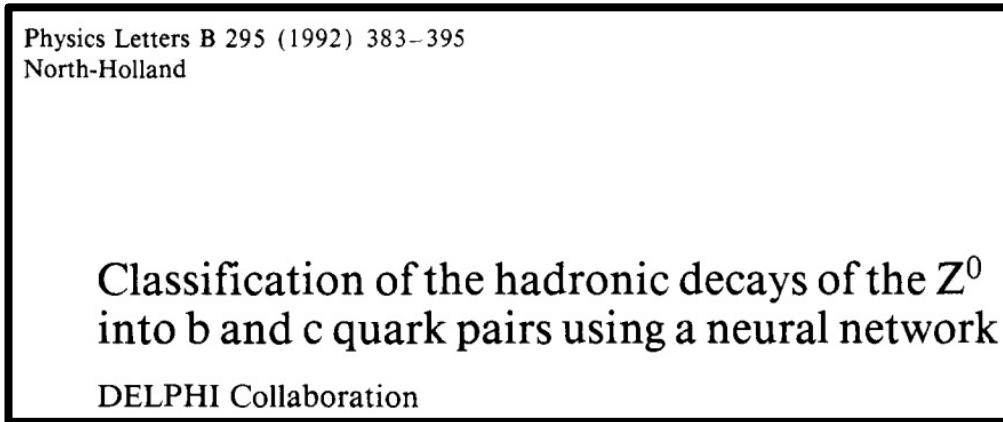 Physics Letters B 295 (1992) 383–395
North-Holland
Classification of the hadronic decays of the Z⁰
into b and c quark pairs using a neural network
DELPHI Collaboration